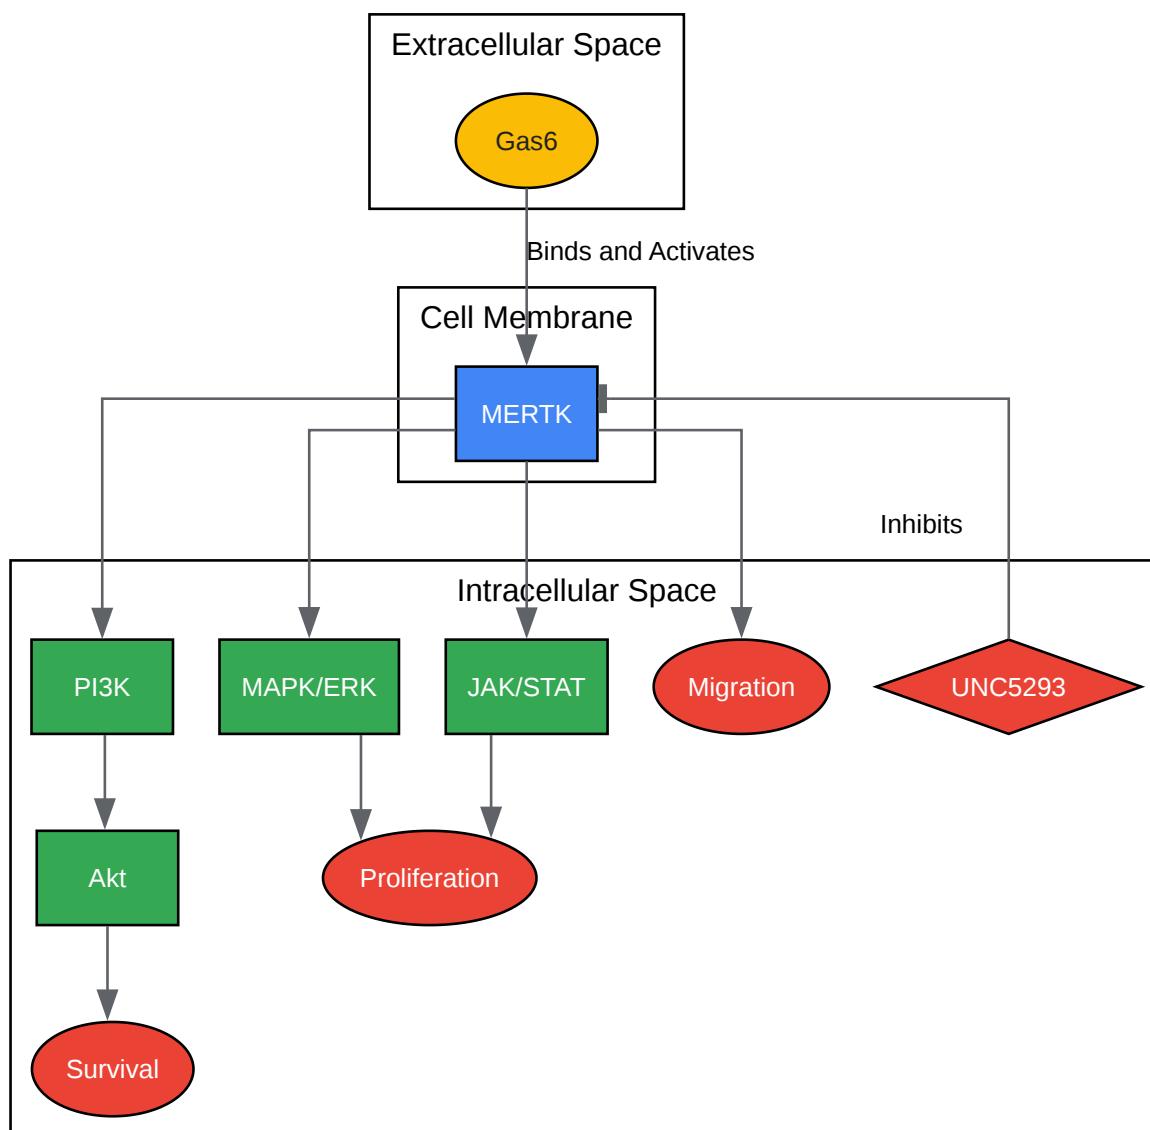 Extracellular Space
Gas6
Binds and Activates
Cell Membrane
MERTK
Inhibits
Intracellular Space
PI3K
MAPK/ERK
JAK/STAT
Migration
UNC5293
Akt
Proliferation
Survival